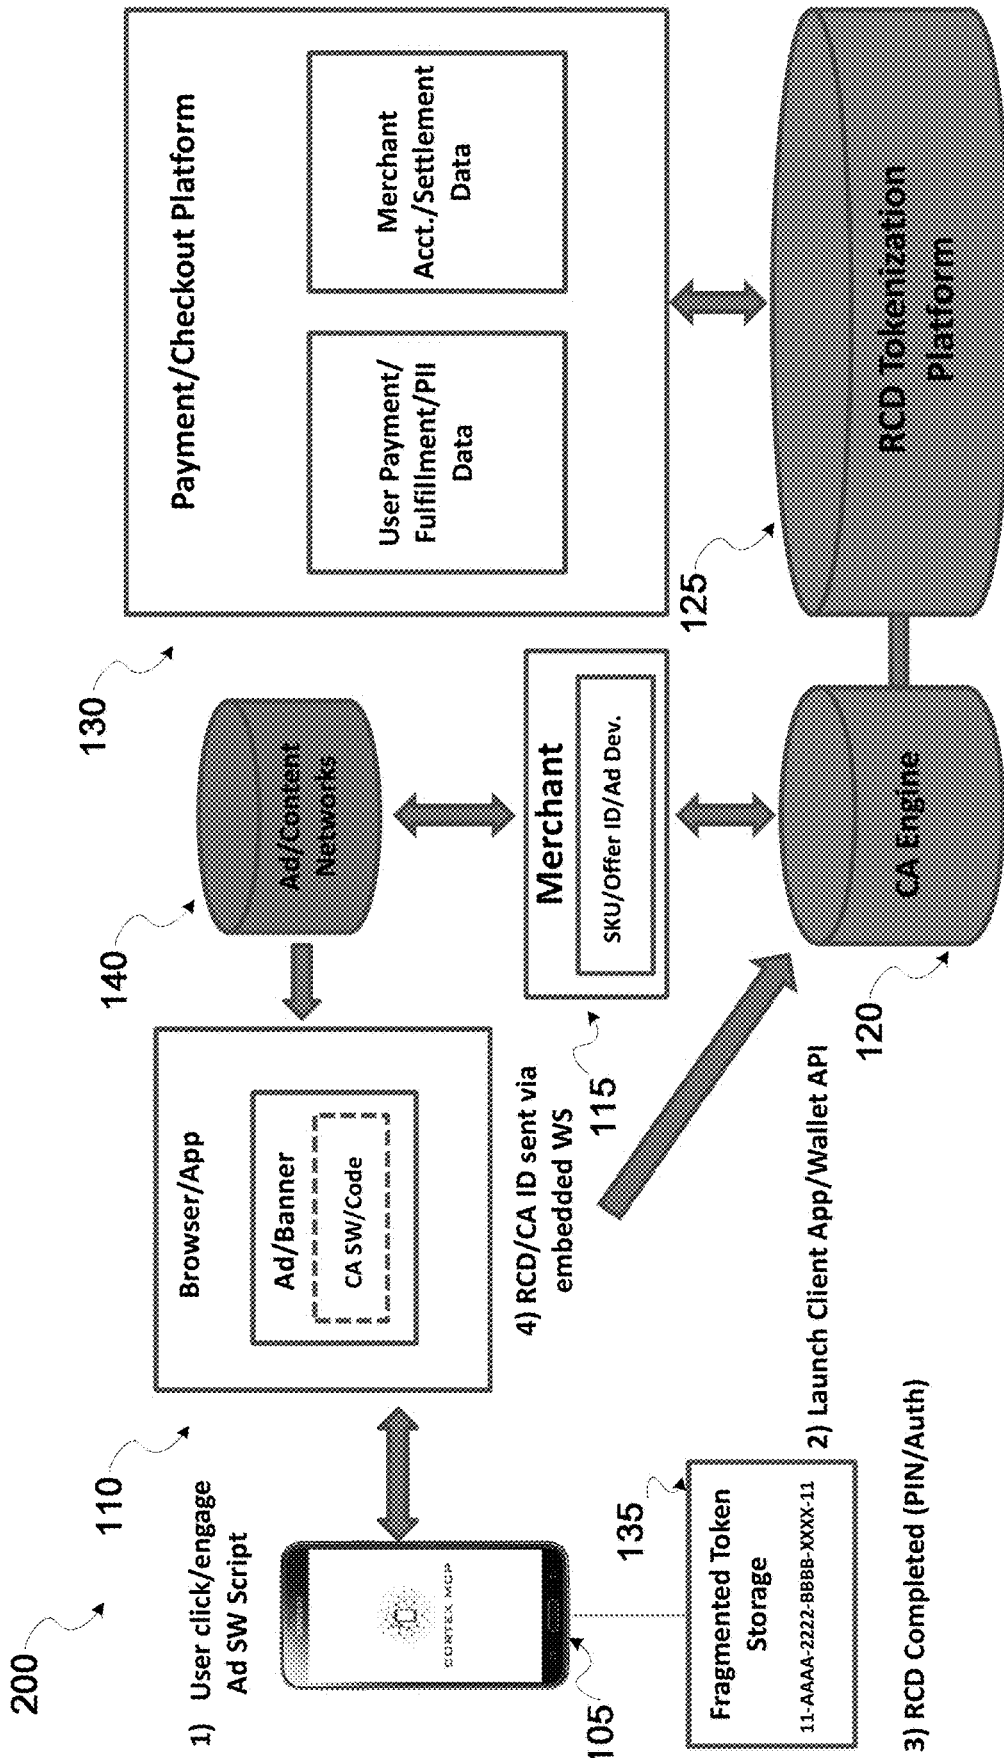 200
1) User click/engage
Ad SW Script
110
Browser/App
Ad/Banner
CA SW/Code
140
Ad/Content
Networks
130
Payment/Checkout Platform
User Payment/
Fulfillment/PII
Data
Merchant
Acct./Settlement
Data
CORTEX MCP
105
135
Fragmented Token
Storage
11-AAAA-2222-BBBB-XXXX-11
2) Launch Client App/Wallet API
3) RCD Completed (PIN/Auth)
4) RCD/CA ID sent via
embedded WS
115
Merchant
SKU/Offer ID/Ad Dev.
120
CA Engine
125
RCD Tokenization
Platform